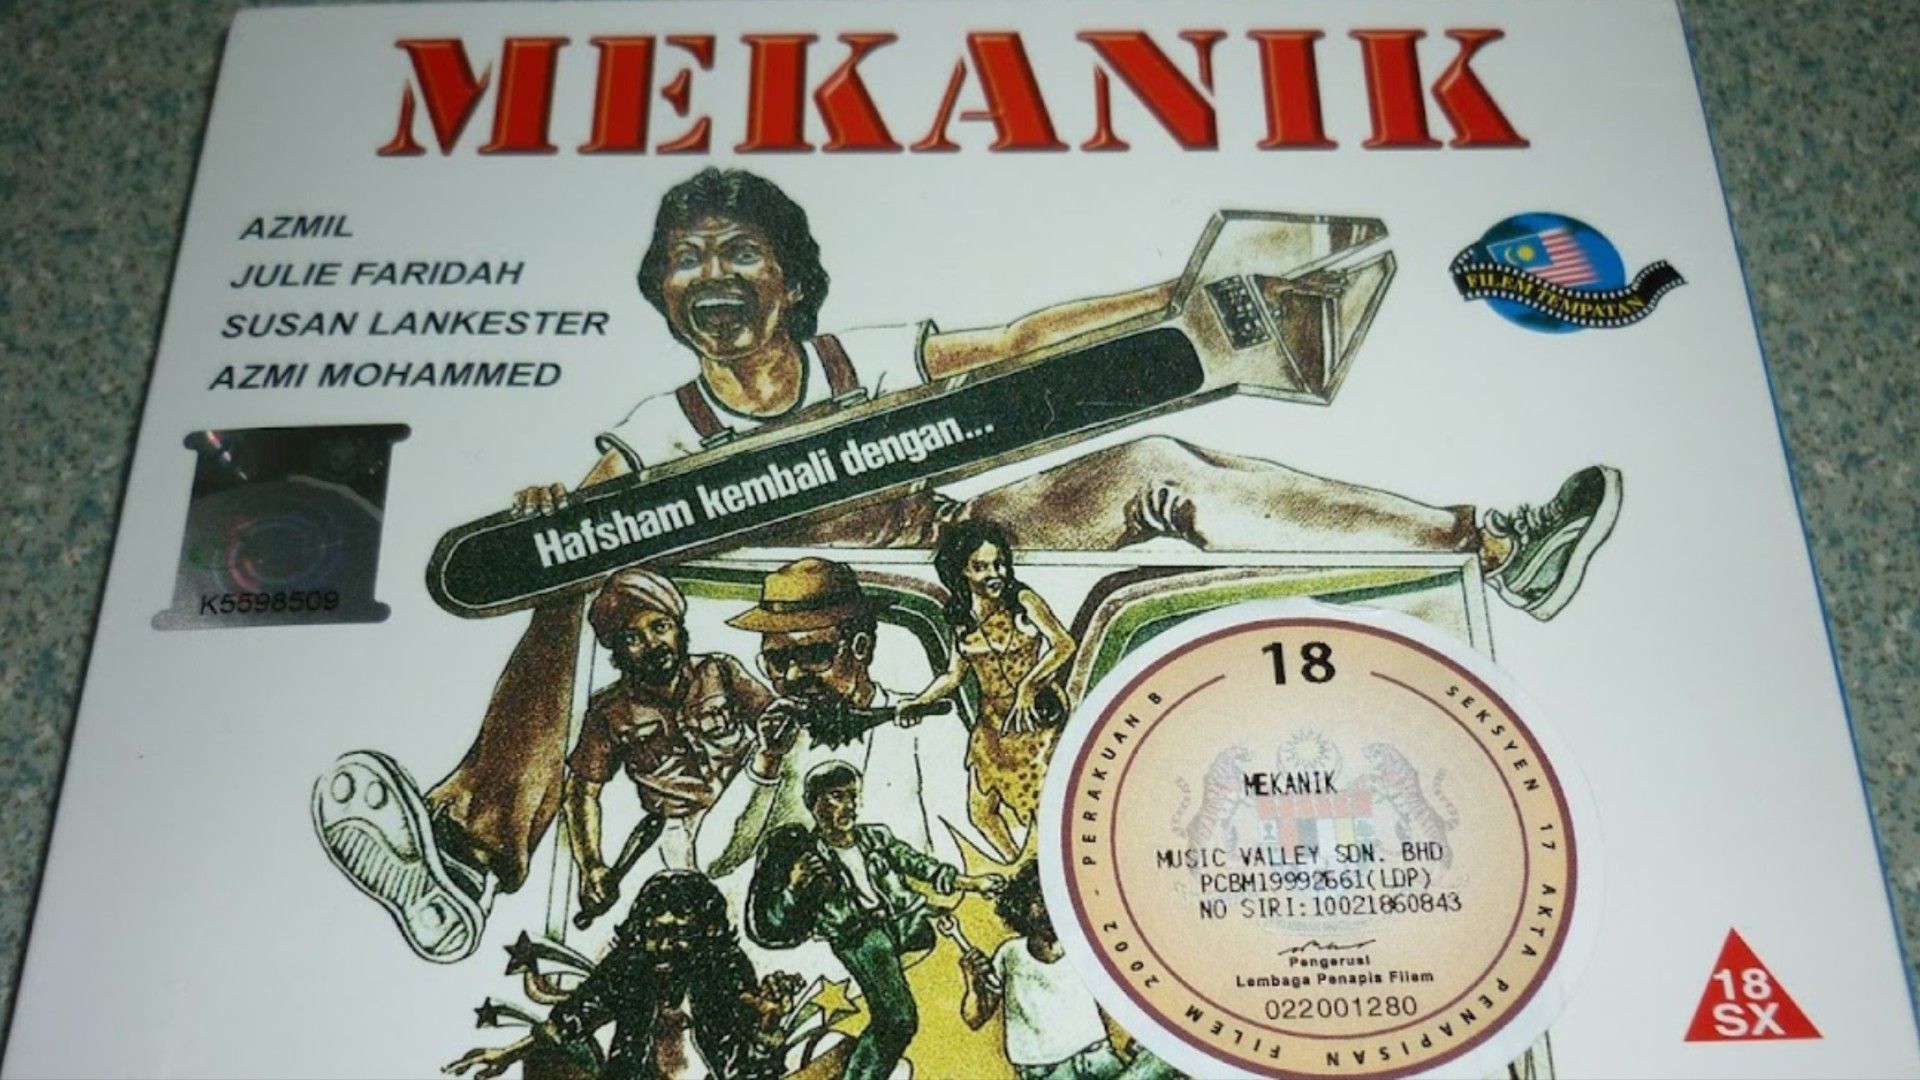 MEKANIK
AZMIL
JULIE FARIDAH
SUSAN LANKESTER
AZMI MOHAMMED
FILEM TEMPATAN
Hafsham kembali dengan...
K5598509
18
PERAKUAN B
SEKSYEN 17 AKTA PENAPISAN FILEM 2002 -
MEKANIK
MUSIC VALLEY SDN. BHD
PCBM19992661(LDP)
NO SIRI:10021860843
Pengerusi
Lembaga Penapis Filem
022001280
18
SX